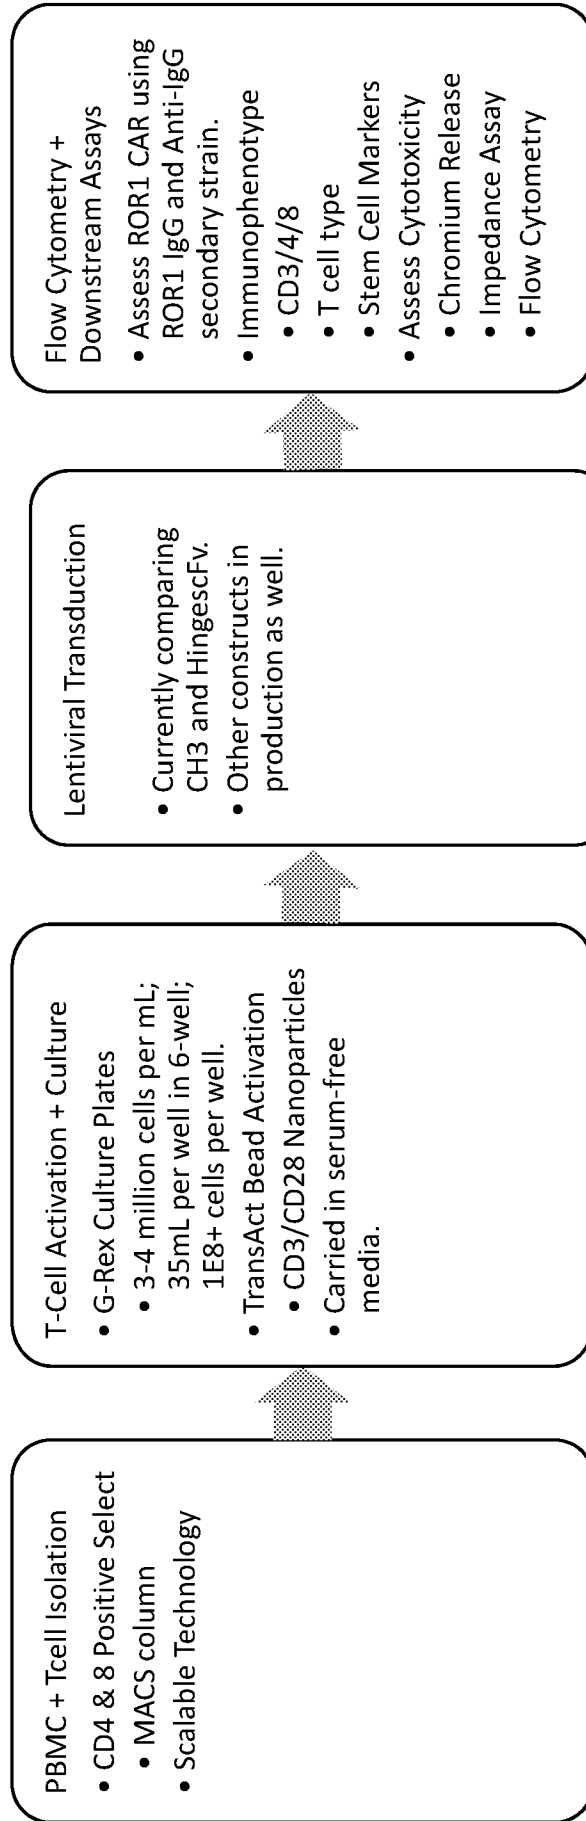 PBMC + Tcell Isolation
• CD4 & 8 Positive Select
• MACS column
• Scalable Technology
T-Cell Activation + Culture
• G-Rex Culture Plates
• 3-4 million cells per mL;
35mL per well in 6-well;
1E8+ cells per well.
• TransAct Bead Activation
• CD3/CD28 Nanoparticles
• Carried in serum-free
media.
Lentiviral Transduction
• Currently comparing
CH3 and HingescFv.
• Other constructs in
production as well.
Flow Cytometry +
Downstream Assays
• Assess ROR1 CAR using
ROR1 IgG and Anti-IgG
secondary strain.
• Immunophenotype
• CD3/4/8
• T cell type
• Stem Cell Markers
• Assess Cytotoxicity
• Chromium Release
• Impedance Assay
• Flow Cytometry